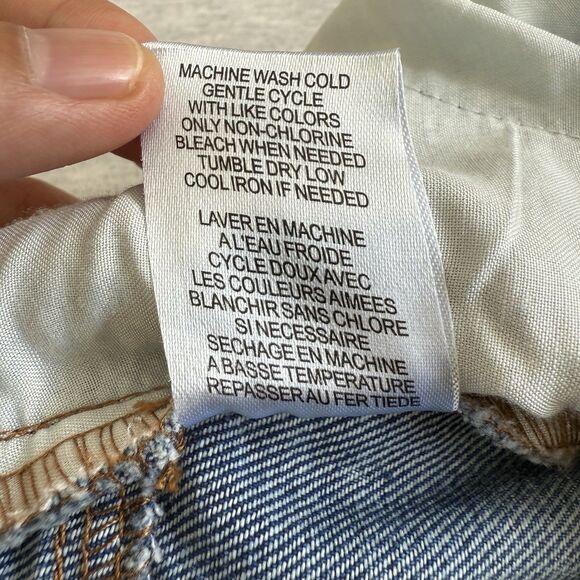 MACHINE WASH COLD
GENTLE CYCLE
WITH LIKE COLORS
ONLY NON-CHLORINE
BLEACH WHEN NEEDED
TUMBLE DRY LOW
COOL IRON IF NEEDED
LAVER EN MACHINE
A L'EAU FROIDE
CYCLE DOUX AVEC
LES COULEURS AIMEES
BLANCHIR SANS CHLORE
SI NECESSAIRE
SECHAGE EN MACHINE
A BASSE TEMPERATURE
REPASSER AU FER TIEDE